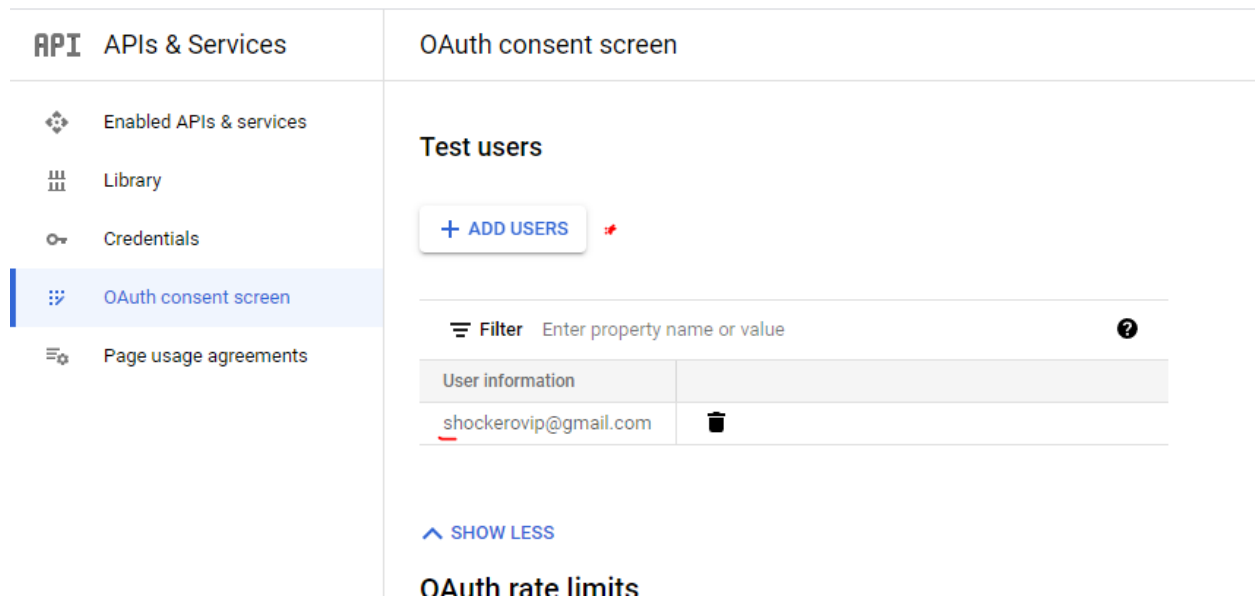 API APIs & Services
OAuth consent screen
Enabled APIs & services
Library
Credentials
OAuth consent screen
Page usage agreements
Test users
+ ADD USERS
Filter Enter property name or value
User information
shockerovip@gmail.com
SHOW LESS
OAuth rate limits